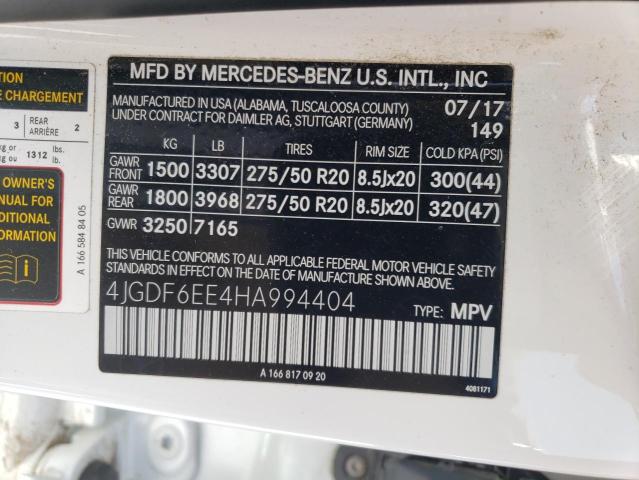 TION
E CHARGEMENT
3 REAR ARRIÈRE 2
kg or kg ou 1312 lbs. lb.
OWNER'S
NUAL FOR
DITIONAL
ORMATION
A 166 584 84 05
MFD BY MERCEDES-BENZ U.S. INTL., INC
MANUFACTURED IN USA (ALABAMA, TUSCALOOSA COUNTY) 07/17
UNDER CONTRACT FOR DAIMLER AG, STUTTGART (GERMANY) 149
KG LB TIRES RIM SIZE COLD KPA (PSI)
GAWR FRONT 1500 3307 275/50 R20 8.5Jx20 300(44)
GAWR REAR 1800 3968 275/50 R20 8.5Jx20 320(47)
GVWR 3250 7165
THIS VEHICLE CONFORMS TO ALL APPLICABLE FEDERAL MOTOR VEHICLE SAFETY
STANDARDS IN EFFECT ON THE DATE OF MANUFACTURE SHOWN ABOVE.
4JGDF6EE4HA994404
TYPE: MPV
A 166 817 09 20
4081171